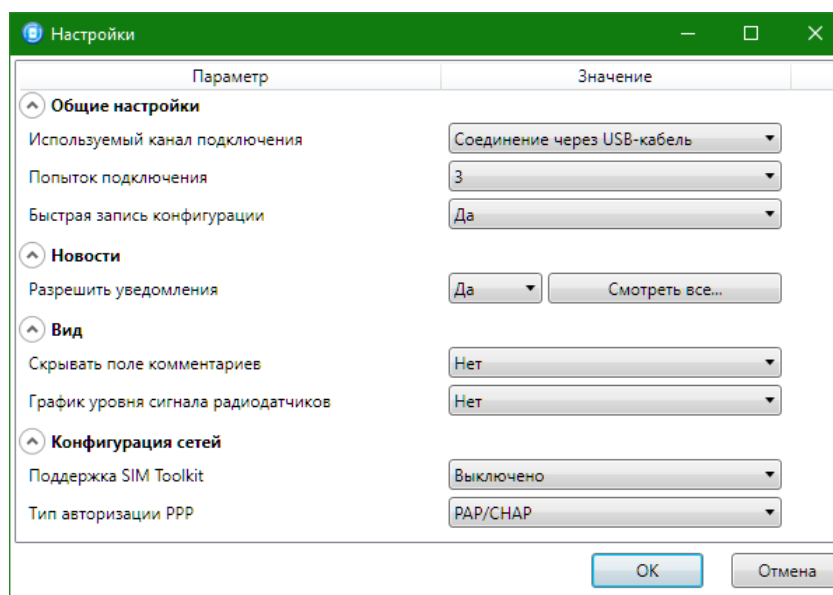 Настройки
Параметр Значение
Общие настройки
Используемый канал подключения Соединение через USB-кабель
Попыток подключения 3
Быстрая запись конфигурации Да
Новости
Разрешить уведомления Да Смотреть все...
Вид
Скрывать поле комментариев Нет
График уровня сигнала радиодатчиков Нет
Конфигурация сетей
Поддержка SIM Toolkit Выключено
Тип авторизации PPP PAP/CHAP
OK Отмена